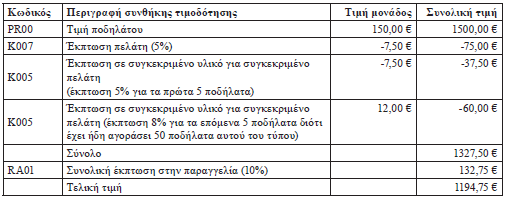 Κωδικός Περιγραφή συνθήκης τιμοδότησης Τιμή μονάδος Συνολική τιμή
PR00 Τιμή ποδηλάτου 150,00 € 1500,00 €
K007 Έκπτωση πελάτη (5%) -7,50 € -75,00 €
K005 Έκπτωση σε συγκεκριμένο υλικό για συγκεκριμένο -7,50 € -37,50 €
πελάτη
(έκπτωση 5% για τα πρώτα 5 ποδήλατα)
K005 Έκπτωση σε συγκεκριμένο υλικό για συγκεκριμένο 12,00 € -60,00 €
πελάτη (έκπτωση 8% για τα επόμενα 5 ποδήλατα διότι
έχει ήδη αγοράσει 50 ποδήλατα αυτού του τύπου)
Σύνολο 1327,50 €
RA01 Συνολική έκπτωση στην παραγγελία (10%) 132,75 €
Τελική τιμή 1194,75 €